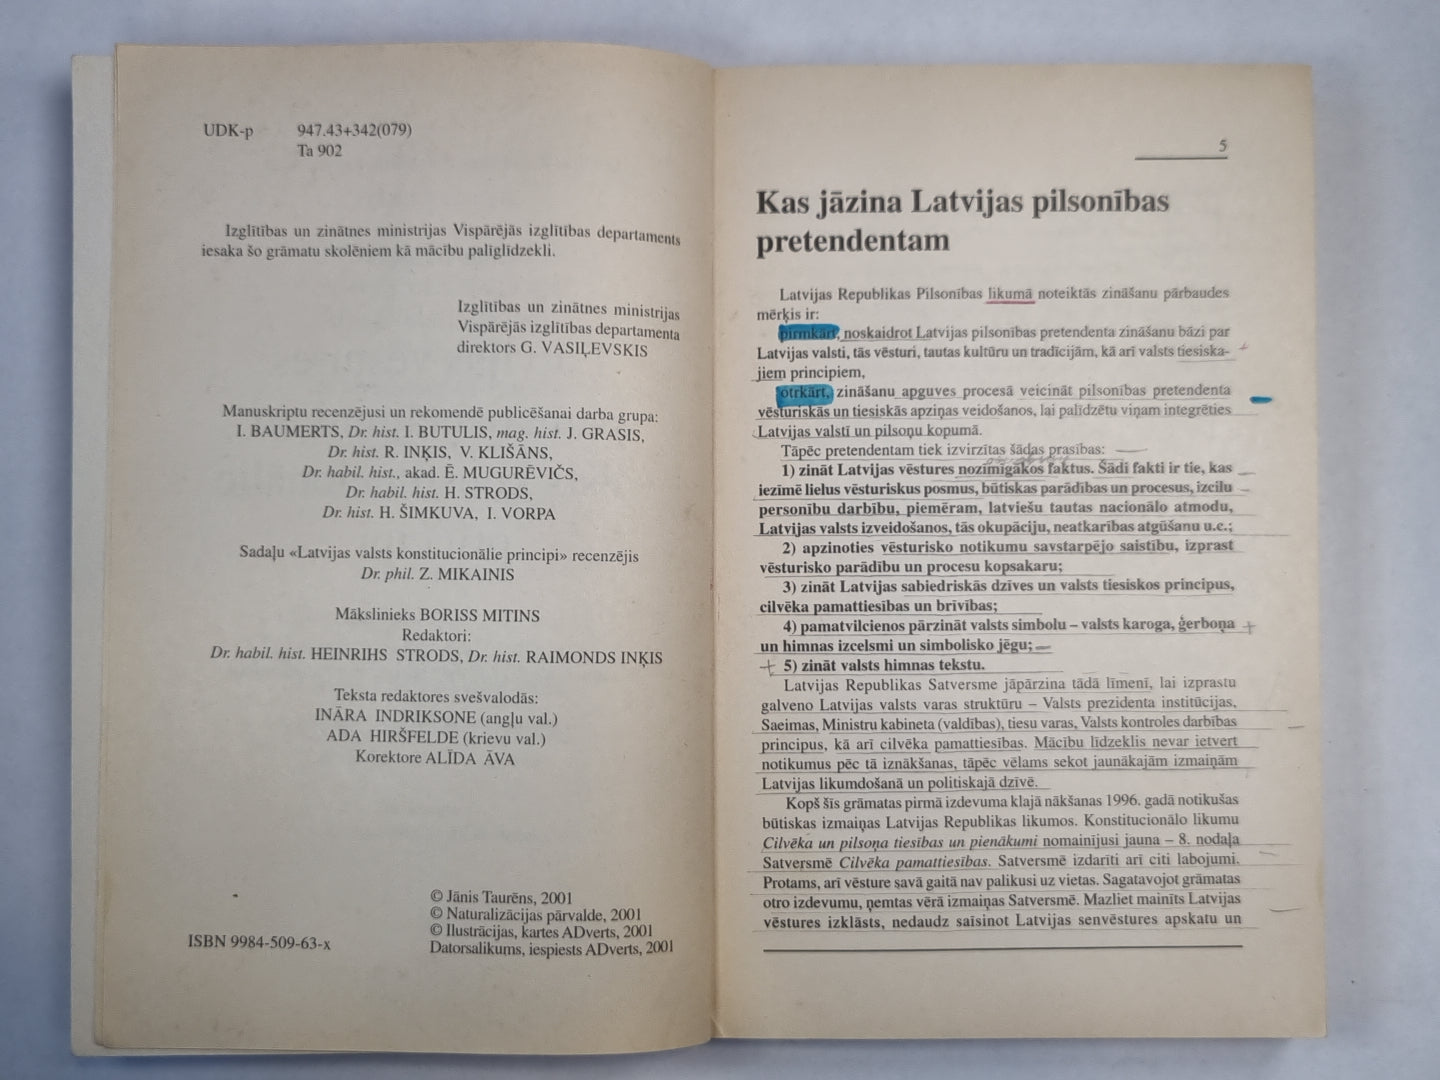 UDK-p 947.43+342(079)
Ta 902
Izglītības un zinātnes ministrijas Vispārējās izglītības departaments
iesaka šo grāmatu skolēniem kā mācību palīglīdzekli.
Izglītības un zinātnes ministrijas
Vispārējās izglītības departamenta
direktors G. VASIĻEVSKIS
Manuskriptu recenzējusi un rekomendē publicēšanai darba grupa:
I. BAUMERTS, Dr. hist. I. BUTULIS, mag. hist. J. GRASIS,
Dr. hist. R. INĶIS, V. KLIŠĀNS,
Dr. habil. hist., akad. Ē. MUGURĒVIČS,
Dr. habil. hist. H. STRODS,
Dr. hist. H. ŠIMKUVA, I. VORPA
Sadaļu «Latvijas valsts konstitucionālie principi» recenzējis
Dr. phil. Z. MIKAINIS
Mākslinieks BORISS MITINS
Redaktori:
Dr. habil. hist. HEINRIHS STRODS, Dr. hist. RAIMONDS INĶIS
Teksta redaktores svešvalodās:
INĀRA INDRIKSONE (angļu val.)
ADA HIRŠFELDE (krievu val.)
Korektore ALĪDA ĀVA
© Jānis Taurēns, 2001
© Naturalizācijas pārvalde, 2001
© Ilustrācijas, kartes ADverts, 2001
Datorsalikums, iespiests ADverts, 2001
ISBN 9984-509-63-x
5
Kas jāzina Latvijas pilsonības
pretendentam
Latvijas Republikas Pilsonības likumā noteiktās zināšanu pārbaudes
mērķis ir:
pirmkārt, noskaidrot Latvijas pilsonības pretendenta zināšanu bāzi par
Latvijas valsti, tās vēsturi, tautas kultūru un tradīcijām, kā arī valsts tiesiska-
jiem principiem,
otrkārt, zināšanu apguves procesā veicināt pilsonības pretendenta
vēsturiskās un tiesiskās apziņas veidošanos, lai palīdzētu viņam integrēties
Latvijas valstī un pilsoņu kopumā.
Tāpēc pretendentam tiek izvirzītas šādas prasības:
1) zināt Latvijas vēstures nozīmīgākos faktus. Šādi fakti ir tie, kas
iezīmē lielus vēsturiskus posmus, būtiskas parādības un procesus, izcilu
personību darbību, piemēram, latviešu tautas nacionālo atmodu,
Latvijas valsts izveidošanos, tās okupāciju, neatkarības atgūšanu u.c.;
2) apzinoties vēsturisko notikumu savstarpējo saistību, izprast
vēsturisko parādību un procesu kopsakaru;
3) zināt Latvijas sabiedriskās dzīves un valsts tiesiskos principus,
cilvēka pamattiesības un brīvības;
4) pamatvilcienos pārzināt valsts simbolu – valsts karoga, ģerboņa
un himnas izcelsmi un simbolisko jēgu;
5) zināt valsts himnas tekstu.
Latvijas Republikas Satversme jāpārzina tādā līmenī, lai izprastu
galveno Latvijas valsts varas struktūru – Valsts prezidenta institūcijas,
Saeimas, Ministru kabineta (valdības), tiesu varas, Valsts kontroles darbības
principus, kā arī cilvēka pamattiesības. Mācību līdzeklis nevar ietvert
notikumus pēc tā iznākšanas, tāpēc vēlams sekot jaunākajām izmaiņām
Latvijas likumdošanā un politiskajā dzīvē.
Kopš šīs grāmatas pirmā izdevuma klajā nākšanas 1996. gadā notikušas
būtiskas izmaiņas Latvijas Republikas likumos. Konstitucionālo likumu
Cilvēka un pilsoņa tiesības un pienākumi nomainījusi jauna – 8. nodaļa
Satversmē Cilvēka pamattiesības. Satversmē izdarīti arī citi labojumi.
Protams, arī vēsture savā gaitā nav palikusi uz vietas. Sagatavojot grāmatas
otro izdevumu, ņemtas vērā izmaiņas Satversmē. Mazliet mainīts Latvijas
vēstures izklāsts, nedaudz saīsinot Latvijas senvēstures apskatu un